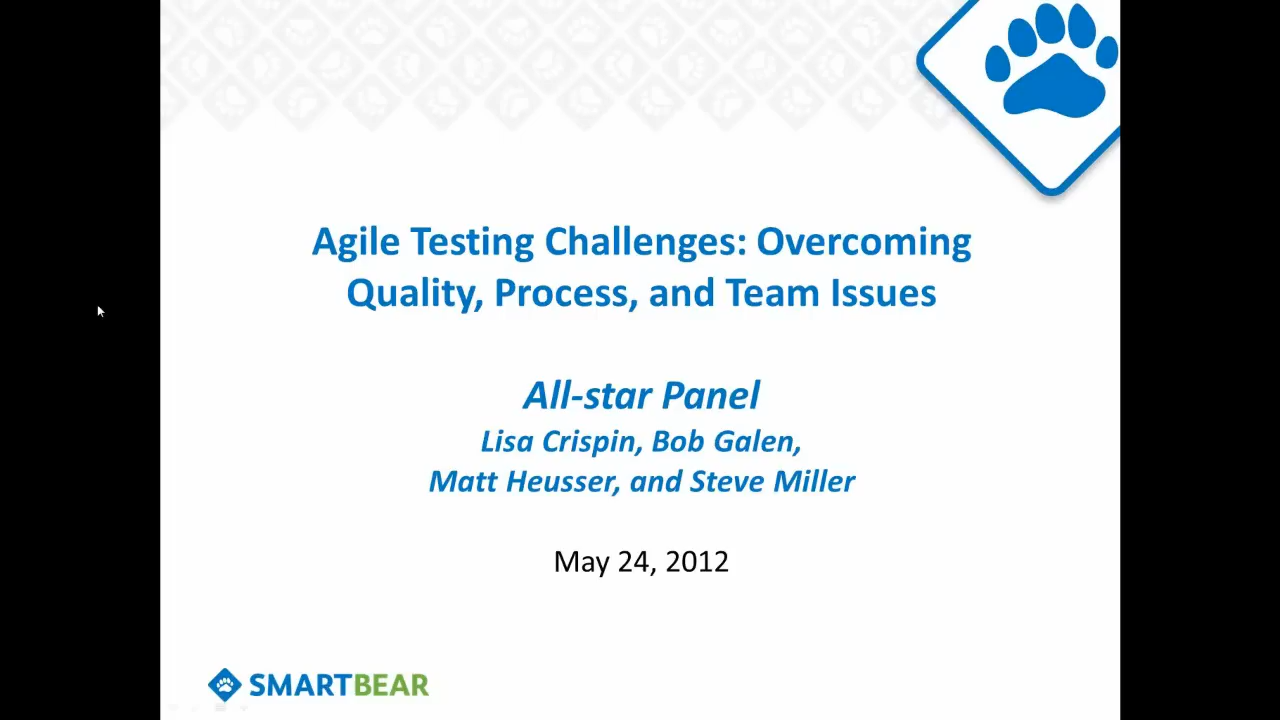 Agile Testing Challenges: Overcoming
Quality, Process, and Team Issues
All-star Panel
Lisa Crispin, Bob Galen,
Matt Heusser, and Steve Miller
May 24, 2012
SMARTBEAR